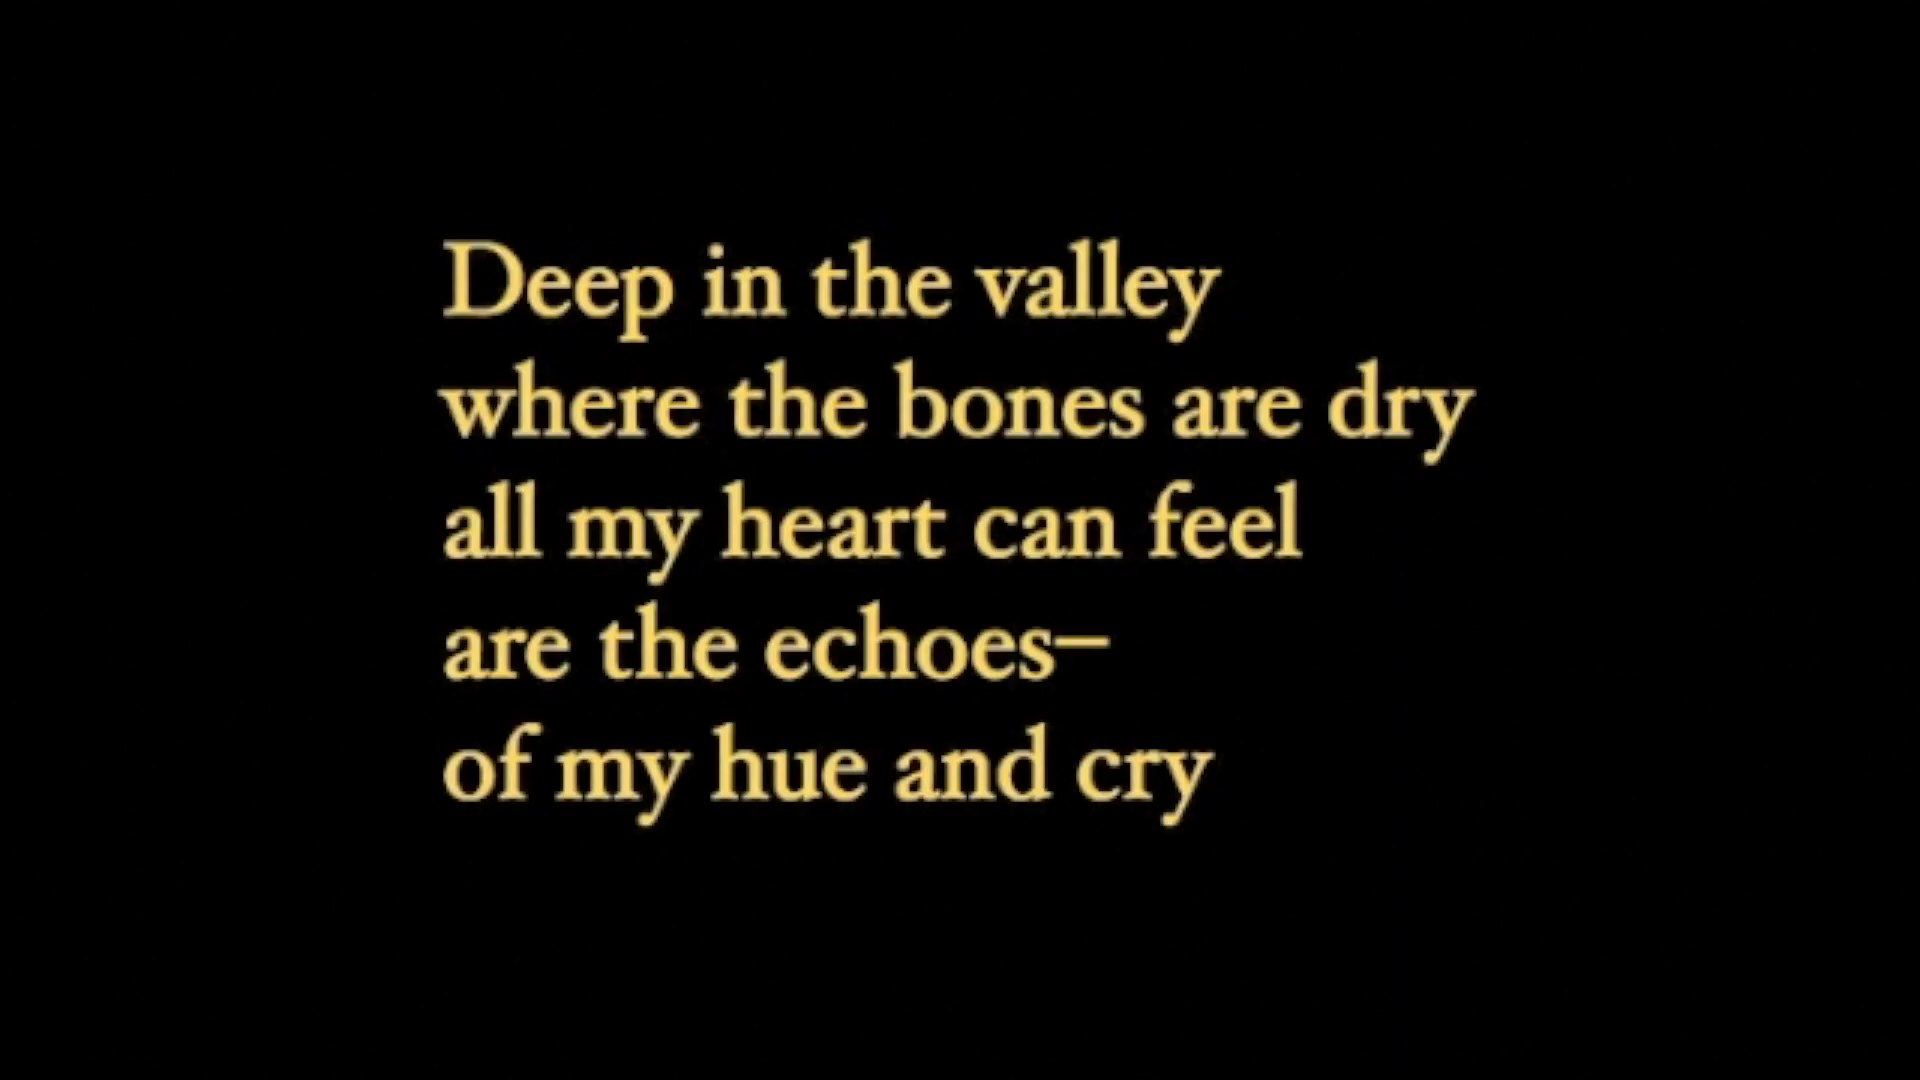 Deep in the valley
where the bones are dry
all my heart can feel
are the echoes–
of my hue and cry